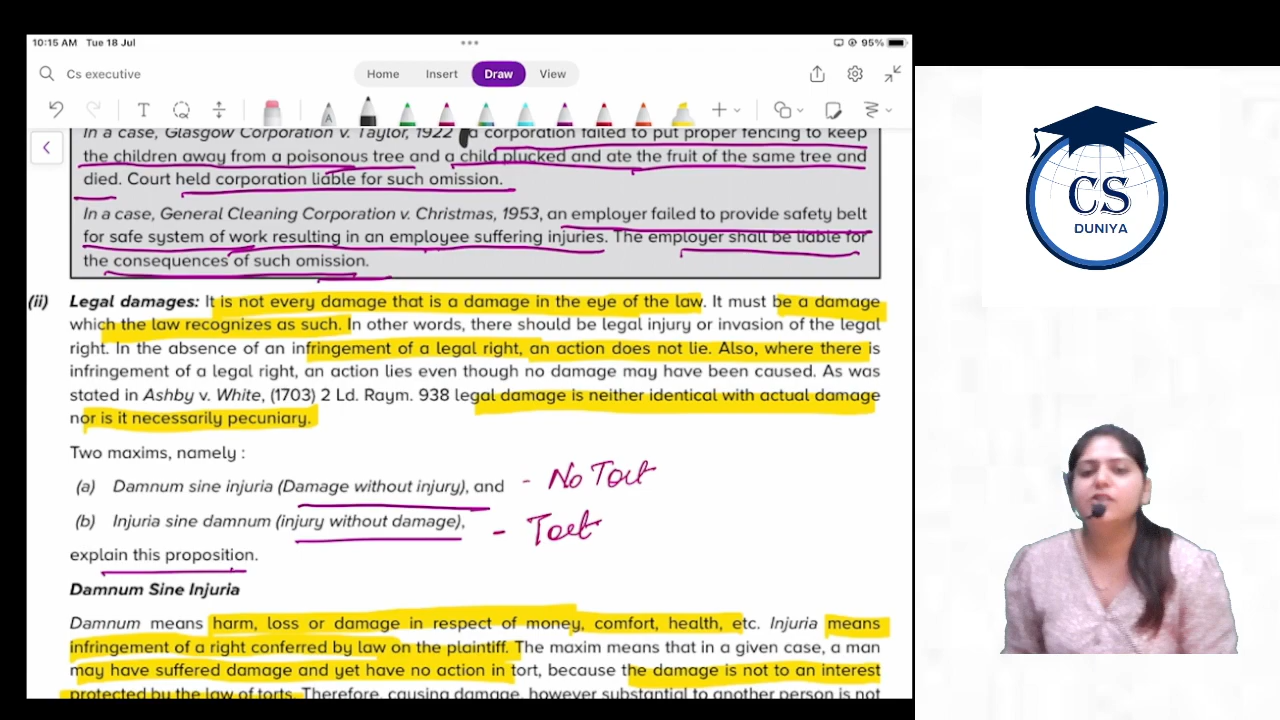 10:15 AM Tue 18 Jul
95%
Cs executive
Home Insert Draw View
In a case, Glasgow Corporation v. Taylor, 1922 a corporation failed to put proper fencing to keep
the children away from a poisonous tree and a child plucked and ate the fruit of the same tree and
died. Court held corporation liable for such omission.
In a case, General Cleaning Corporation v. Christmas, 1953, an employer failed to provide safety belt
for safe system of work resulting in an employee suffering injuries. The employer shall be liable for
the consequences of such omission.
(ii) Legal damages: It is not every damage that is a damage in the eye of the law. It must be a damage
which the law recognizes as such. In other words, there should be legal injury or invasion of the legal
right. In the absence of an infringement of a legal right, an action does not lie. Also, where there is
infringement of a legal right, an action lies even though no damage may have been caused. As was
stated in Ashby v. White, (1703) 2 Ld. Raym. 938 legal damage is neither identical with actual damage
nor is it necessarily pecuniary.
Two maxims, namely :
(a) Damnum sine injuria (Damage without injury), and - No Tort
(b) Injuria sine damnum (injury without damage), - Tort
explain this proposition.
Damnum Sine Injuria
Damnum means harm, loss or damage in respect of money, comfort, health, etc. Injuria means
infringement of a right conferred by law on the plaintiff. The maxim means that in a given case, a man
may have suffered damage and yet have no action in tort, because the damage is not to an interest
protected by the law of torts. Therefore, causing damage, however substantial to another person is not
CS
DUNIYA